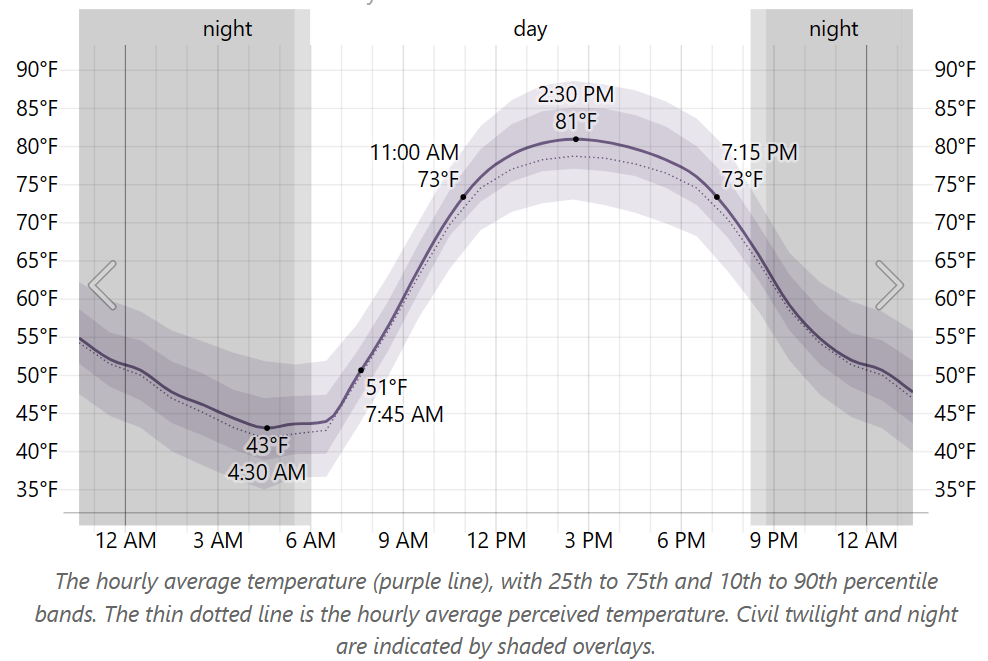 night day night
90°F 90°F
2:30 PM
85°F 85°F
81°F
80°F 80°F
11:00 AM 7:15 PM
75°F 73°F 73°F 75°F
70°F 70°F
65°F 65°F
60°F 60°F
55°F 55°F
50°F 50°F
51°F
45°F 7:45 AM 45°F
40°F 43°F 40°F
4:30 AM
35°F 35°F
12 AM 3 AM 6 AM 9 AM 12 PM 3 PM 6 PM 9 PM 12 AM
The hourly average temperature (purple line), with 25th to 75th and 10th to 90th percentile
bands. The thin dotted line is the hourly average perceived temperature. Civil twilight and night
are indicated by shaded overlays.